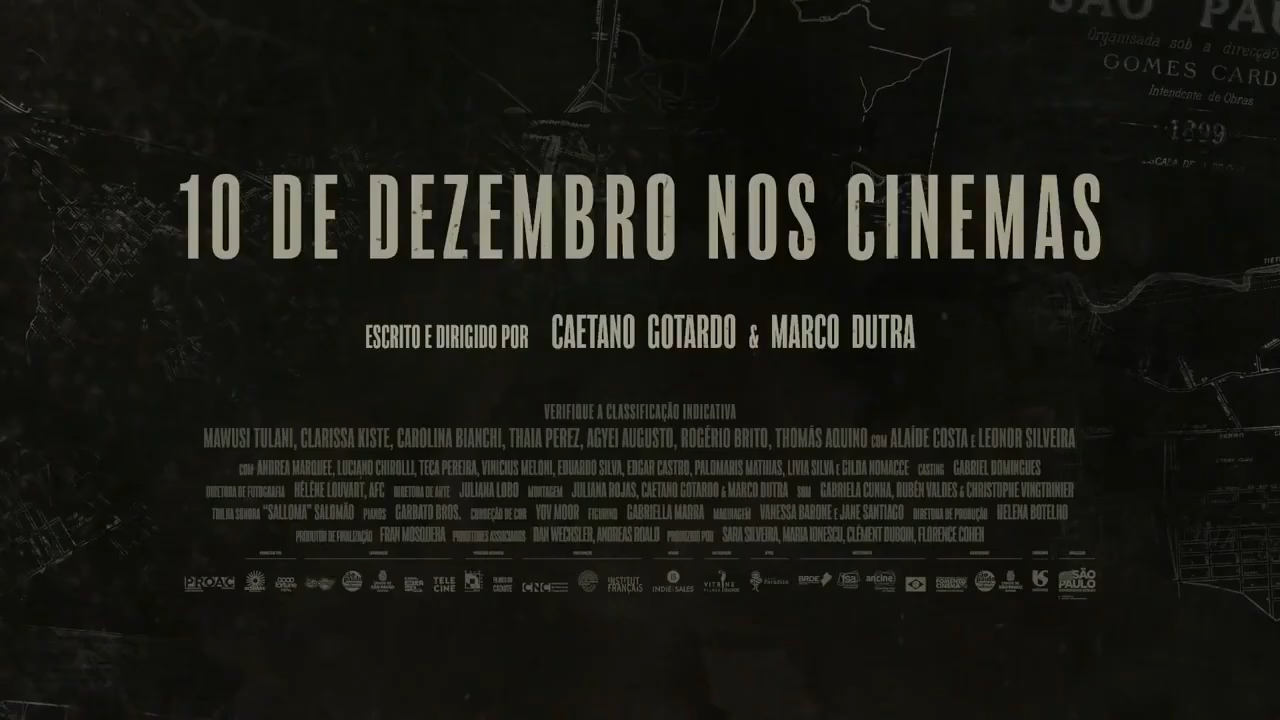 SÃO PA
Organisada sob a direcção
GOMES CARD
Intendente de Obras
1899
10 DE DEZEMBRO NOS CINEMAS
ESCRITO E DIRIGIDO POR CAETANO GOTARDO & MARCO DUTRA
VERIFIQUE A CLASSIFICAÇÃO INDICATIVA
MAWUSI TULANI, CLARISSA KISTE, CAROLINA BIANCHI, THAIA PEREZ, AGYEI AUGUSTO, ROGÉRIO BRITO, THOMÁS AQUINO COM ALAÍDE COSTA E LEONOR SILVEIRA
COM ANDREA MARQUEE, LUCIANO CHIROLLI, TECA PEREIRA, VINICIUS MELONI, EDUARDO SILVA, EDGAR CASTRO, PALOMARIS MATHIAS, LIVIA SILVA E GILDA NOMACCE CASTING GABRIEL DOMINGUES
DIRETORA DE FOTOGRAFIA HÉLÈNE LOUVART, AFC DIRETORA DE ARTE JULIANA LOBO MONTAGEM JULIANA ROJAS, CAETANO GOTARDO & MARCO DUTRA SOM GABRIELA CUNHA, RUBÉN VALDES & CHRISTOPHE VINGTRINIER
TRILHA SONORA "SALLOMA" SALOMÃO PIANOS GARBATO BROS. CORREÇÃO DE COR YOV MOOR FIGURINO GABRIELLA MARRA MAQUIAGEM VANESSA BARONE E JANE SANTIAGO DIRETORA DE PRODUÇÃO HELENA BOTELHO
PRODUTOR DE FINALIZAÇÃO FRAN MOSQUERA PRODUTORES ASSOCIADOS DAN WECHSLER, ANDREAS ROALD PRODUZIDO POR SARA SILVEIRA, MARIA IONESCU, CLÉMENT DUBOIN, FLORENCE COHEN
PROAC TELE CINE CNC INSTITUT FRANÇAIS INDIE SALES VITRINE BRDE FSA ancine SÃO PAULO